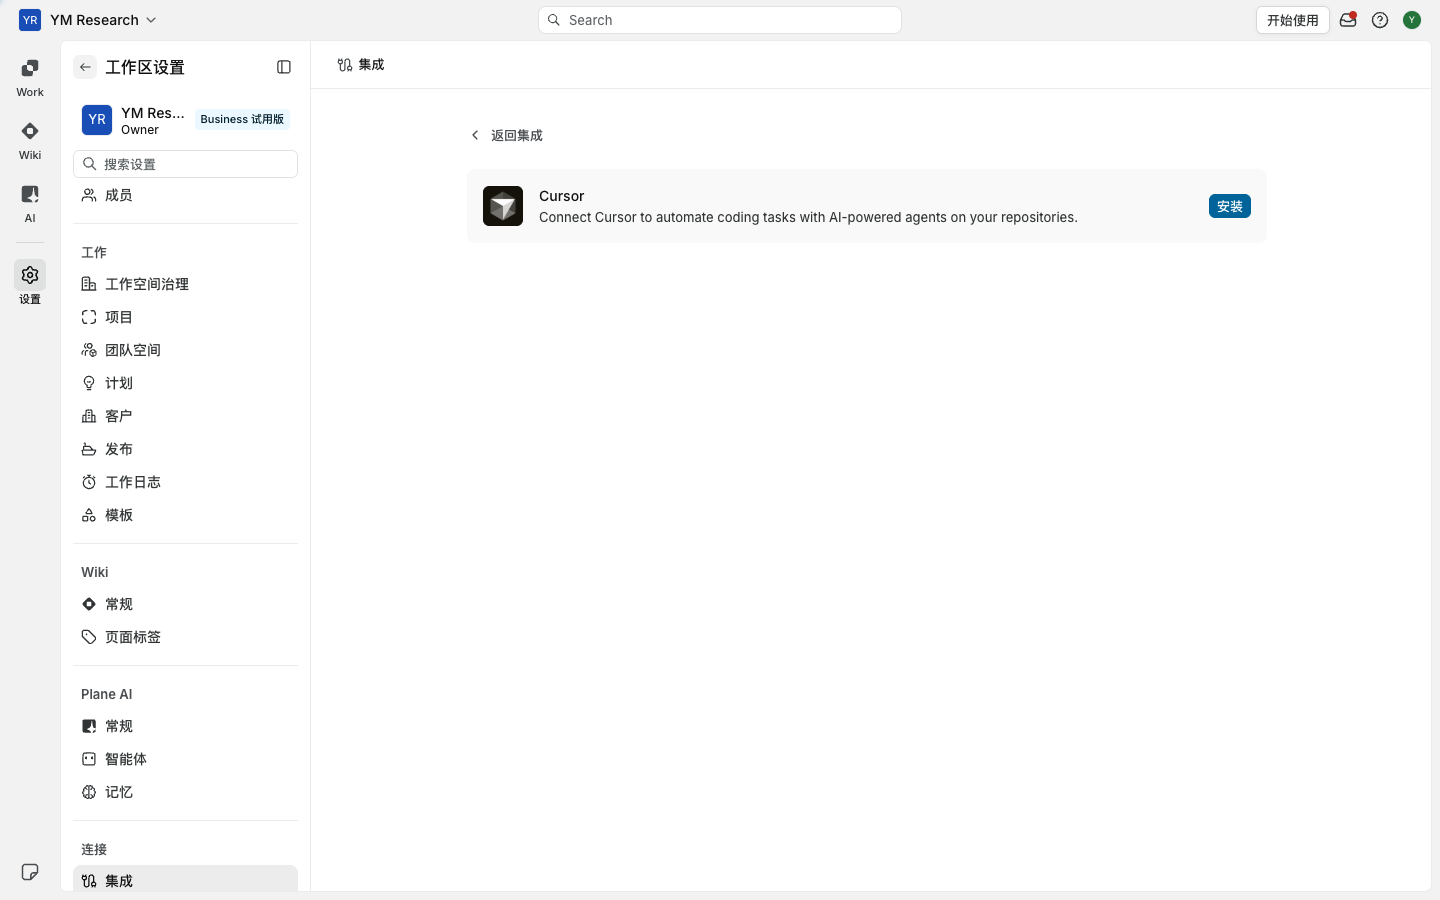 YR
YM Research
Search
开始使用
Y
Work
Wiki
AI
设置
工作区设置
YR
YM Res...
Owner
Business 试用版
搜索设置
成员
工作
工作空间治理
项目
团队空间
计划
客户
发布
工作日志
模板
Wiki
常规
页面标签
Plane AI
常规
智能体
记忆
连接
集成
集成
返回集成
Cursor
Connect Cursor to automate coding tasks with AI-powered agents on your repositories.
安装